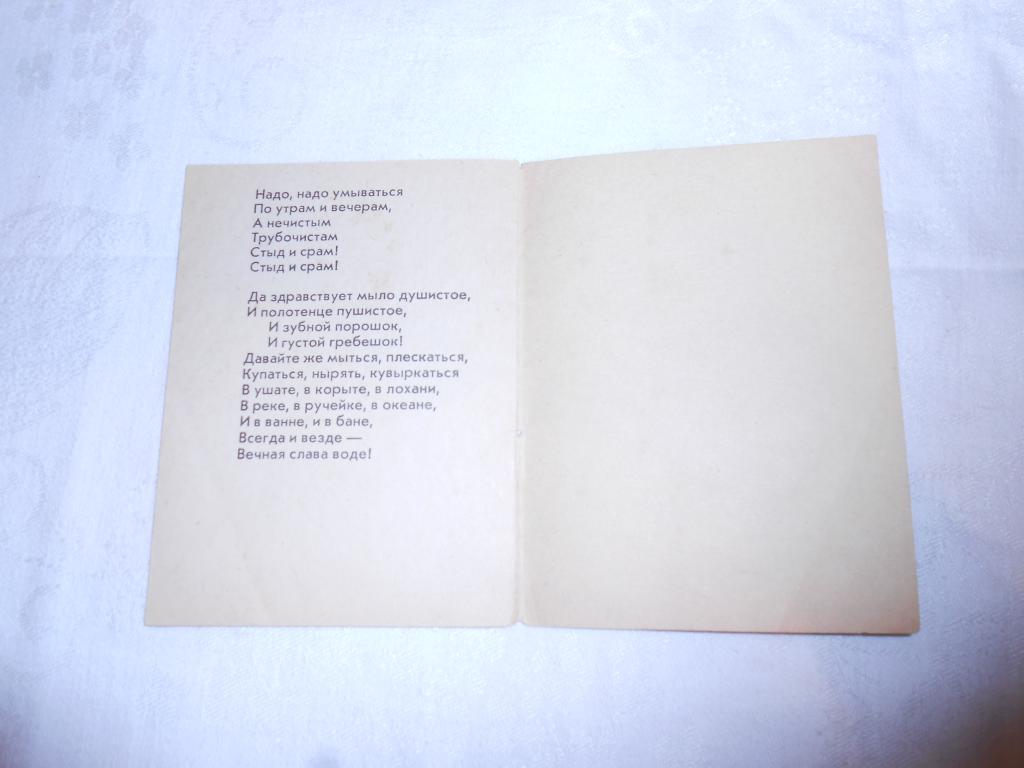 Надо, надо умываться
По утрам и вечерам,
А нечистым
Трубочистам
Стыд и срам!
Стыд и срам!
Да здравствует мыло душистое,
И полотенце пушистое,
И зубной порошок,
И густой гребешок!
Давайте же мыться, плескаться,
Купаться, нырять, кувыркаться
В ушате, в корыте, в лохани,
В реке, в ручейке, в океане,
И в ванне, и в бане,
Всегда и везде —
Вечная слава воде!